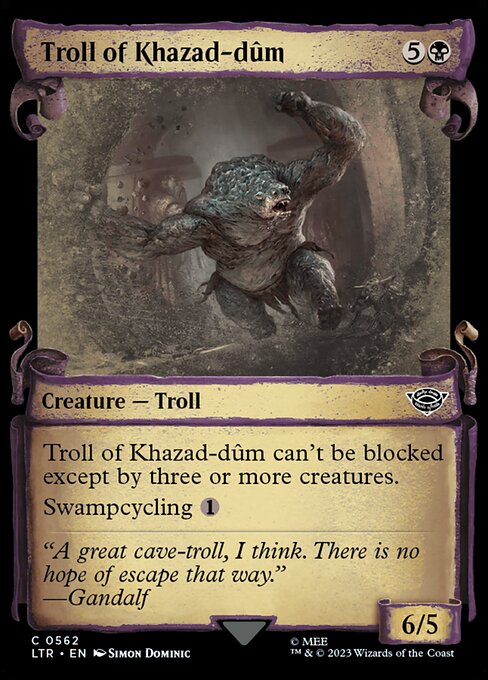 Troll of Khazad-dûm 5
Creature — Troll
Troll of Khazad-dûm can't be blocked
except by three or more creatures.
Swampcycling 1
"A great cave-troll, I think. There is no
hope of escape that way."
—Gandalf
6/5
C 0562
LTR • EN Simon Dominic
© MEE
™ & © 2023 Wizards of the Coast